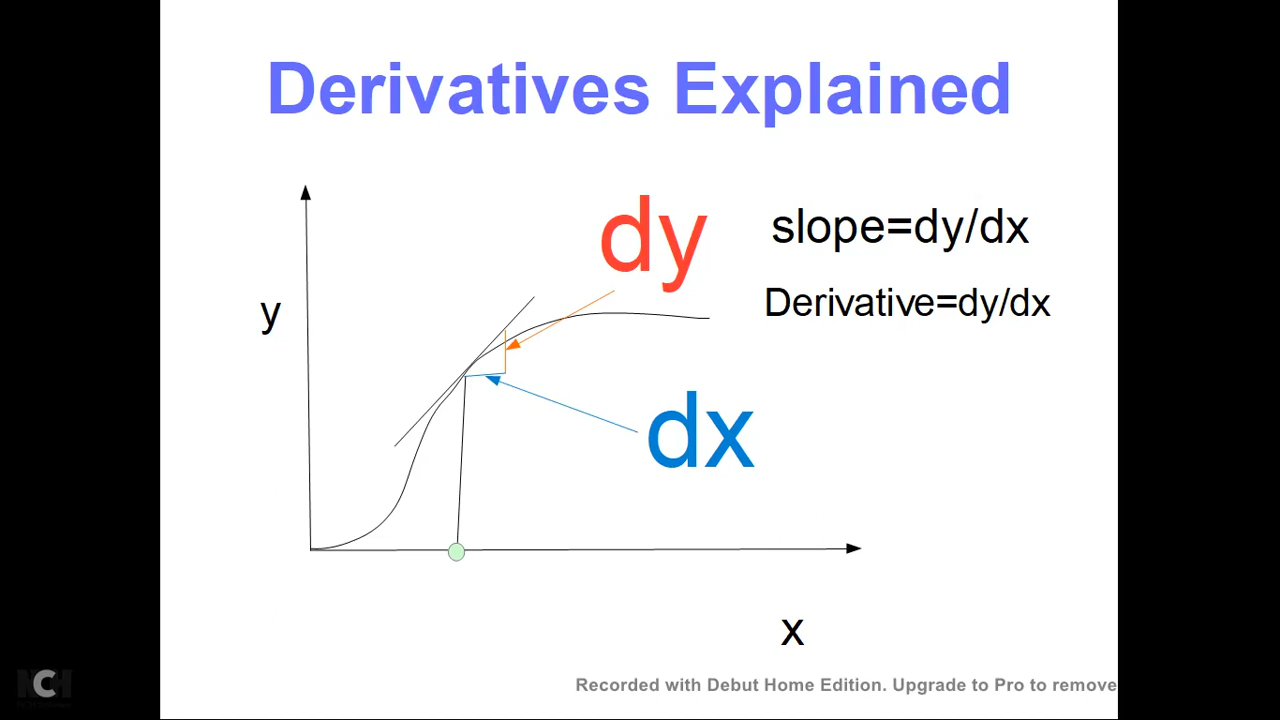 Derivatives Explained
dy
slope=dy/dx
Derivative=dy/dx
y
dx
x
Recorded with Debut Home Edition. Upgrade to Pro to remove
NCH